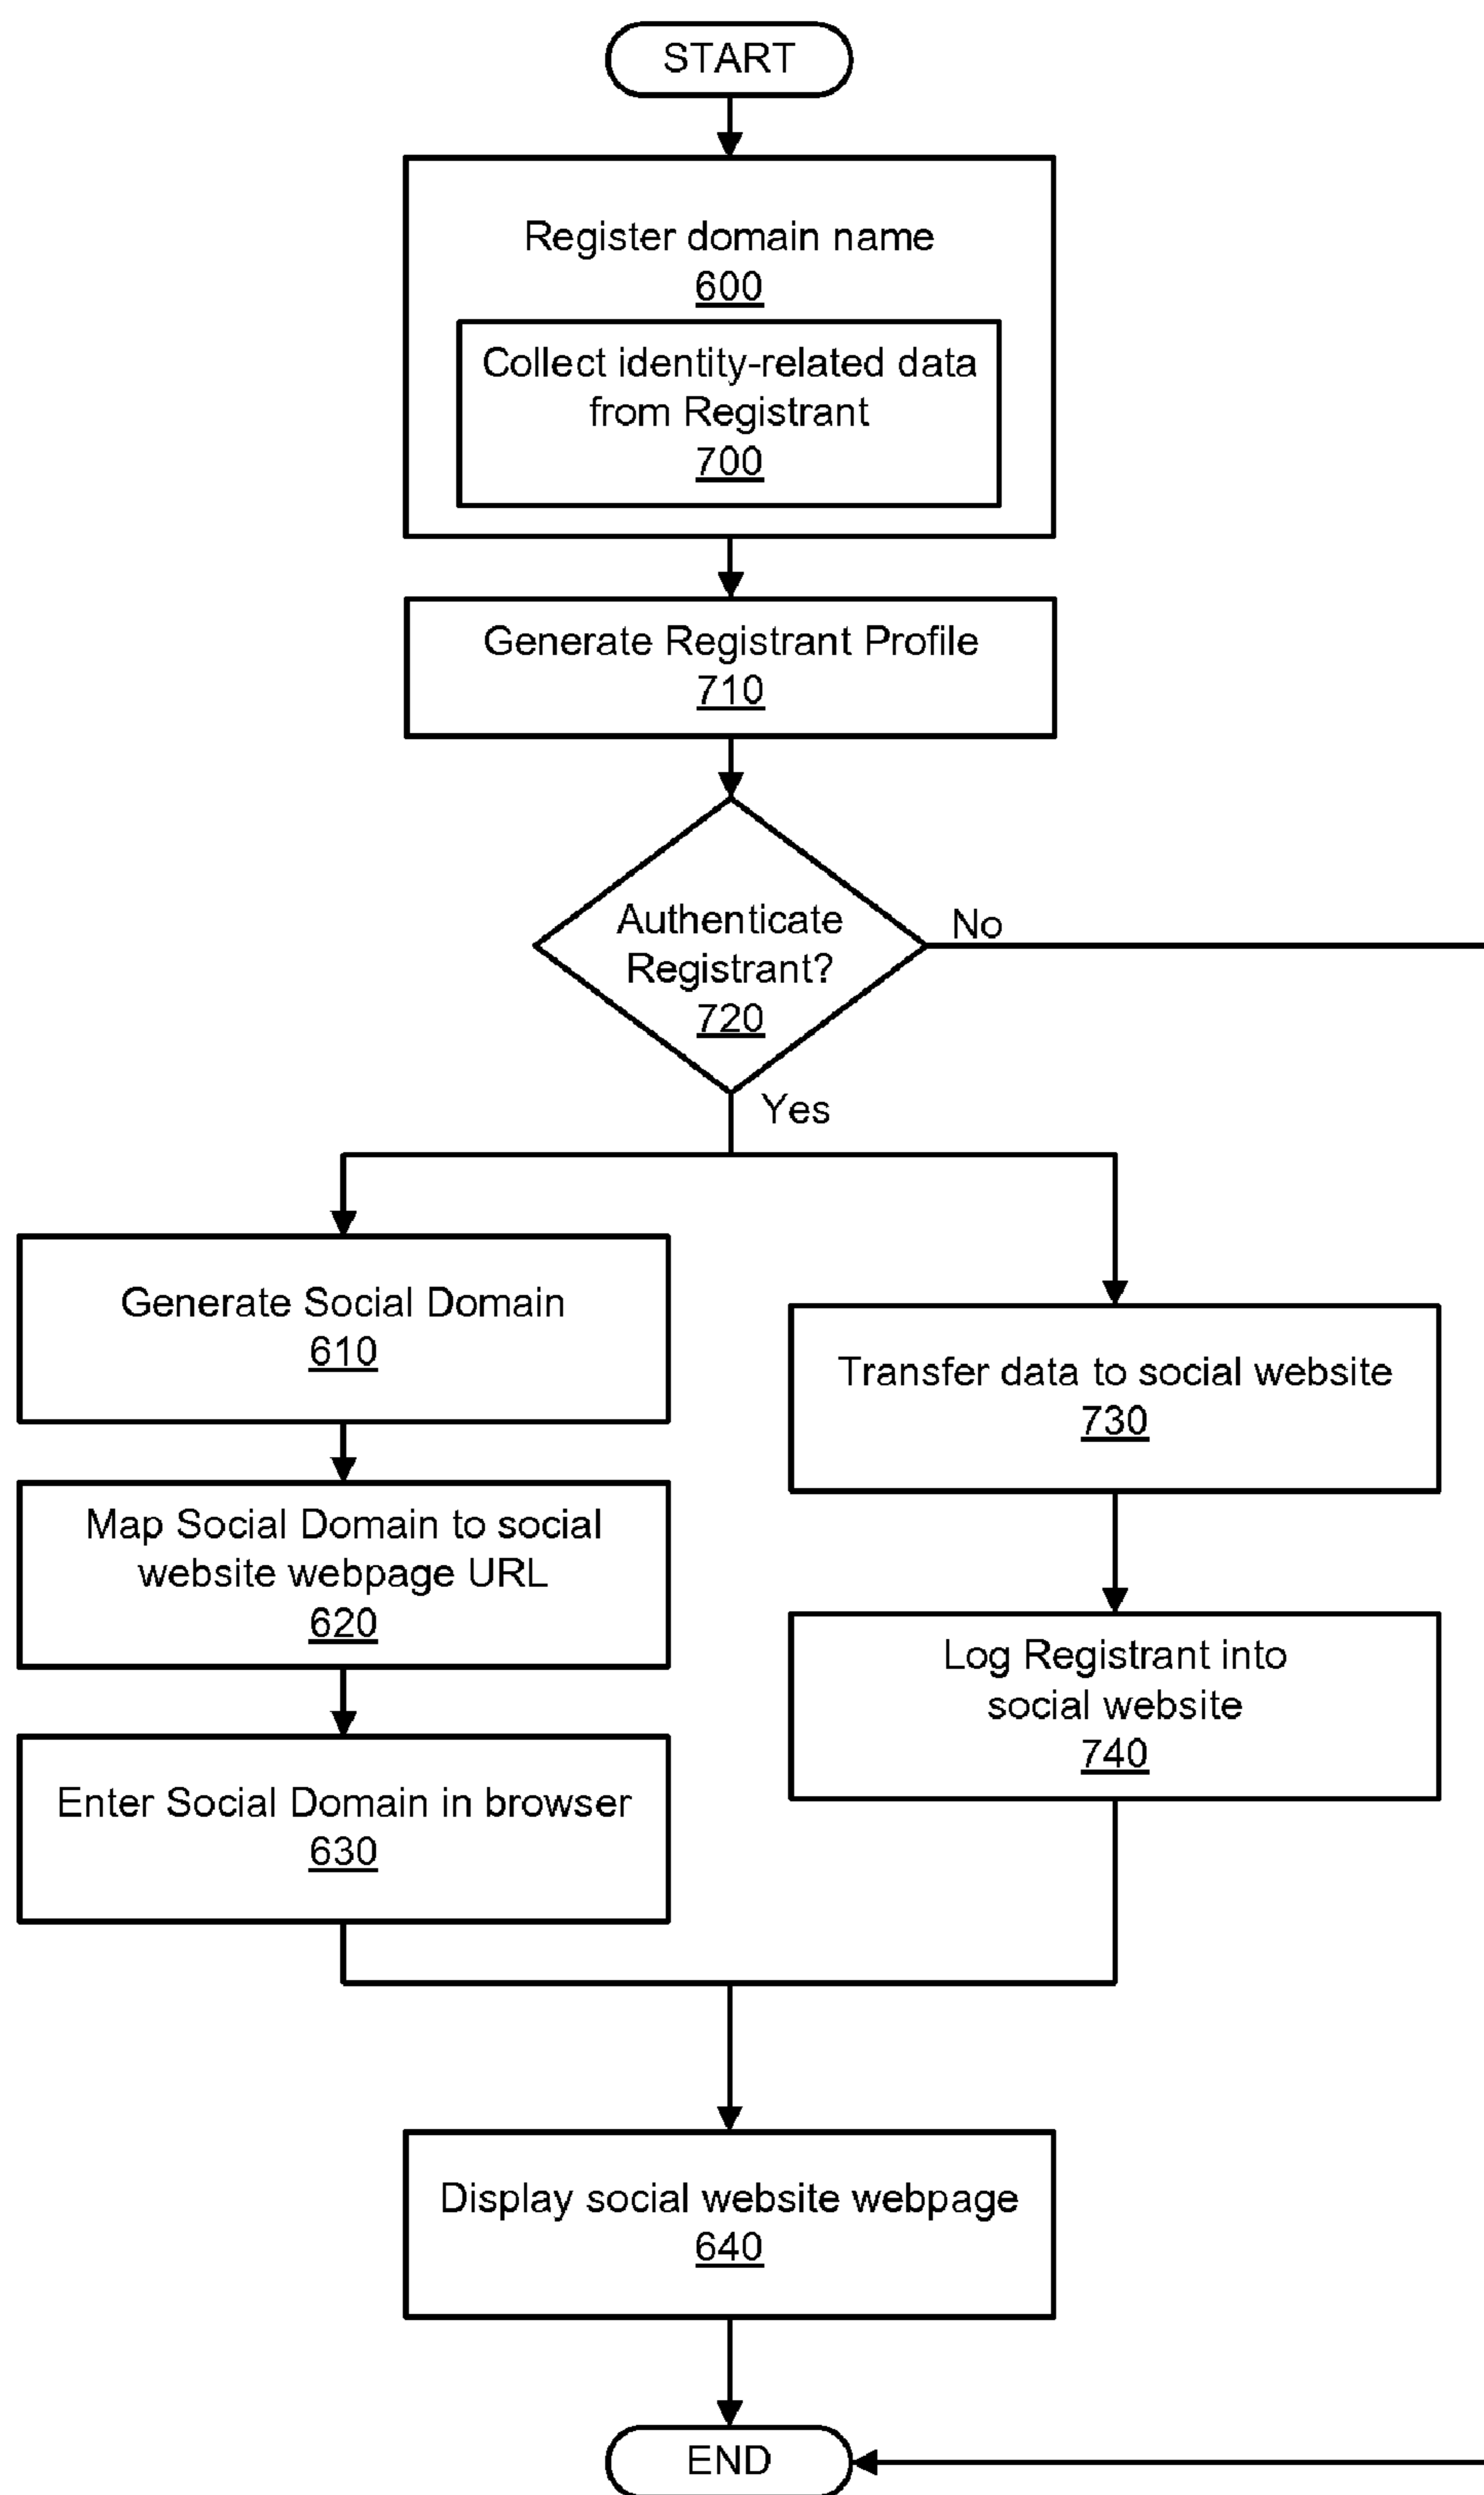 START
Register domain name
600
Collect identity-related data
from Registrant
700
Generate Registrant Profile
710
Authenticate
Registrant?
720
No
Yes
Generate Social Domain
610
Map Social Domain to social
website webpage URL
620
Enter Social Domain in browser
630
Transfer data to social website
730
Log Registrant into
social website
740
Display social website webpage
640
END